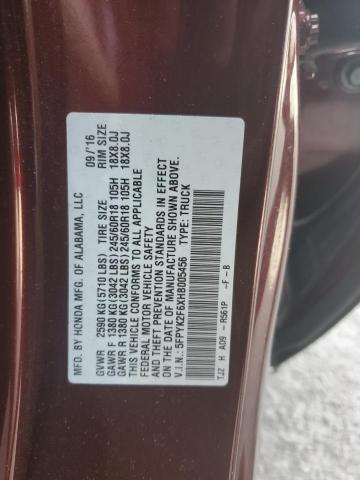 MFD. BY HONDA MFG. OF ALABAMA, LLC 09/'16
GVWR 2590 KG(5710 LBS) TIRE SIZE RIM SIZE
GAWR F 1380 KG(3042 LBS) 245/60R18 105H 18X8.0J
GAWR R 1380 KG(3042 LBS) 245/60R18 105H 18X8.0J
THIS VEHICLE CONFORMS TO ALL APPLICABLE
FEDERAL MOTOR VEHICLE SAFETY
AND THEFT PREVENTION STANDARDS IN EFFECT
ON THE DATE OF MANUFACTURE SHOWN ABOVE.
V.I.N.: 5FPYK2F6XHB005456 TYPE: TRUCK
TJZ H A09 - R561P -F-B